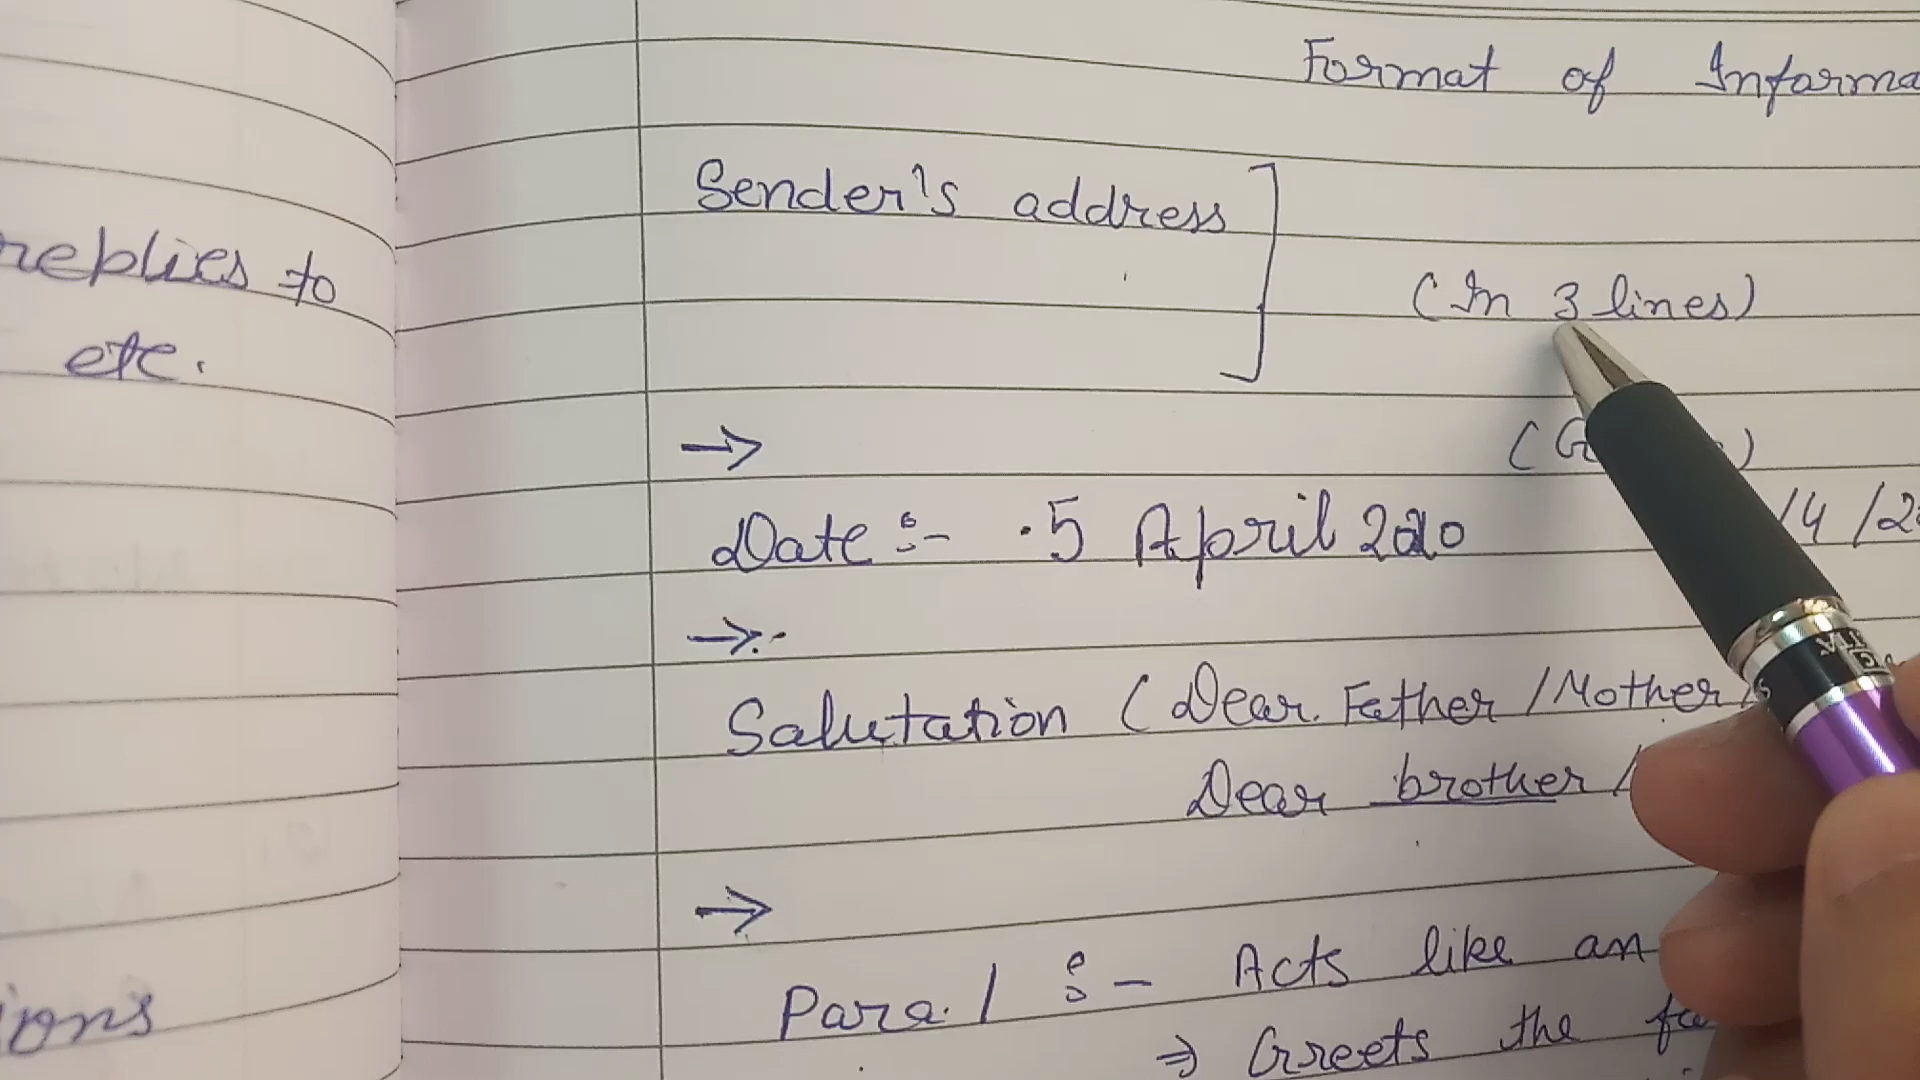 Format of Informa
Sender's address
replies to
(In 3 lines)
etc.
→
Date :- .5 April 2020
/4/2
→:-
Salutation (Dear. Father / Mother /
Dear brother /
→
Para. 1 :- Acts like an
ions
⇒ Greets the